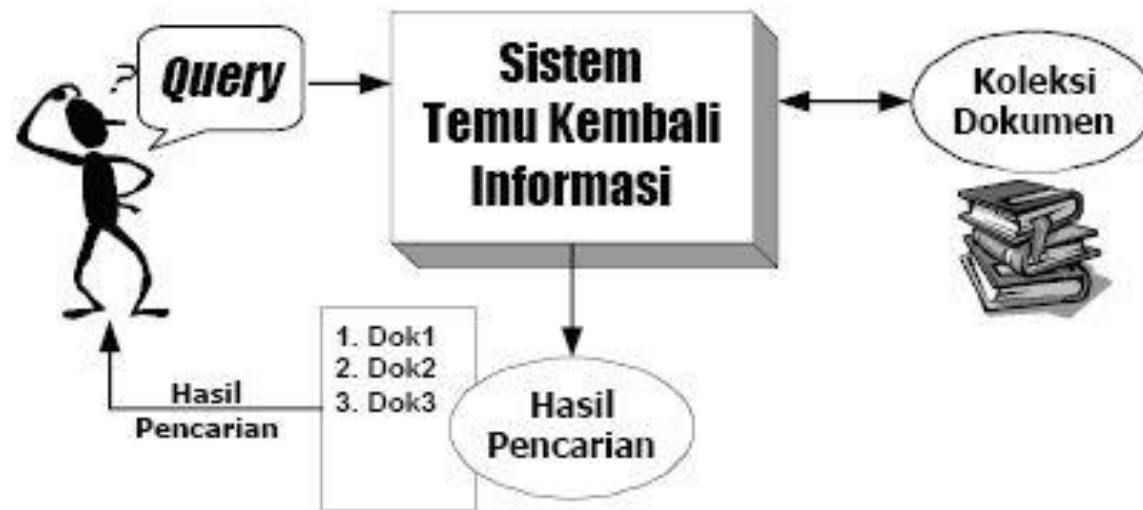 ?
Query
Sistem
Temu Kembali
Informasi
Koleksi
Dokumen
1. Dok1
2. Dok2
3. Dok3
Hasil
Pencarian
Hasil
Pencarian